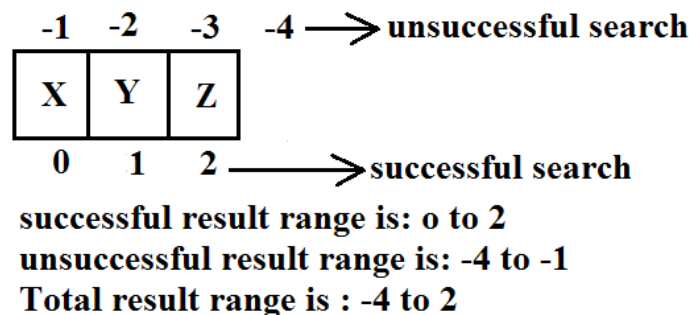 -1 -2 -3 -4 unsuccessful search
X Y Z
0 1 2 successful search
successful result range is: o to 2
unsuccessful result range is: -4 to -1
Total result range is : -4 to 2